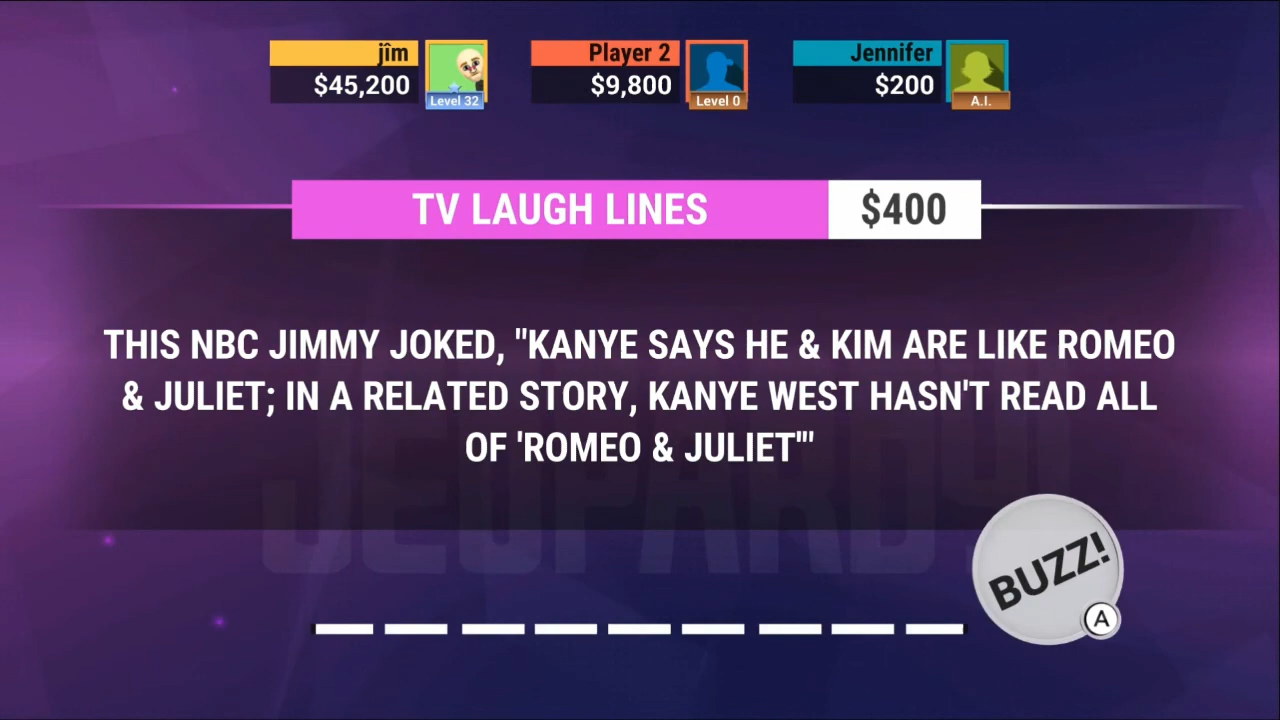 jîm
$45,200
Level 32
Player 2
$9,800
Level 0
Jennifer
$200
A.I.
TV LAUGH LINES
$400
THIS NBC JIMMY JOKED, "KANYE SAYS HE & KIM ARE LIKE ROMEO
& JULIET; IN A RELATED STORY, KANYE WEST HASN'T READ ALL
OF 'ROMEO & JULIET'"
JEOPARDY!
BUZZ!
A